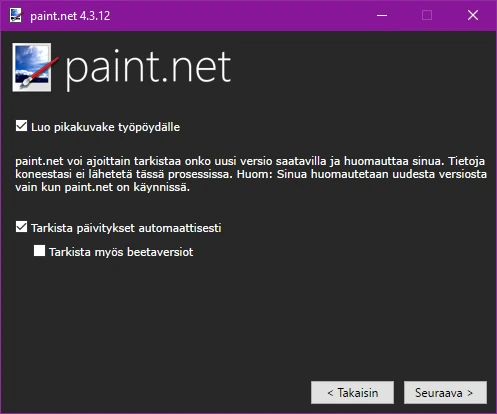 paint.net 4.3.12
paint.net
Luo pikakuvake työpöydälle
paint.net voi ajoittain tarkistaa onko uusi versio saatavilla ja huomauttaa sinua. Tietoja
koneestasi ei lähetetä tässä prosessissa. Huom: Sinua huomautetaan uudesta versiosta
vain kun paint.net on käynnissä.
Tarkista päivitykset automaattisesti
Tarkista myös beetaversiot
< Takaisin
Seuraava >